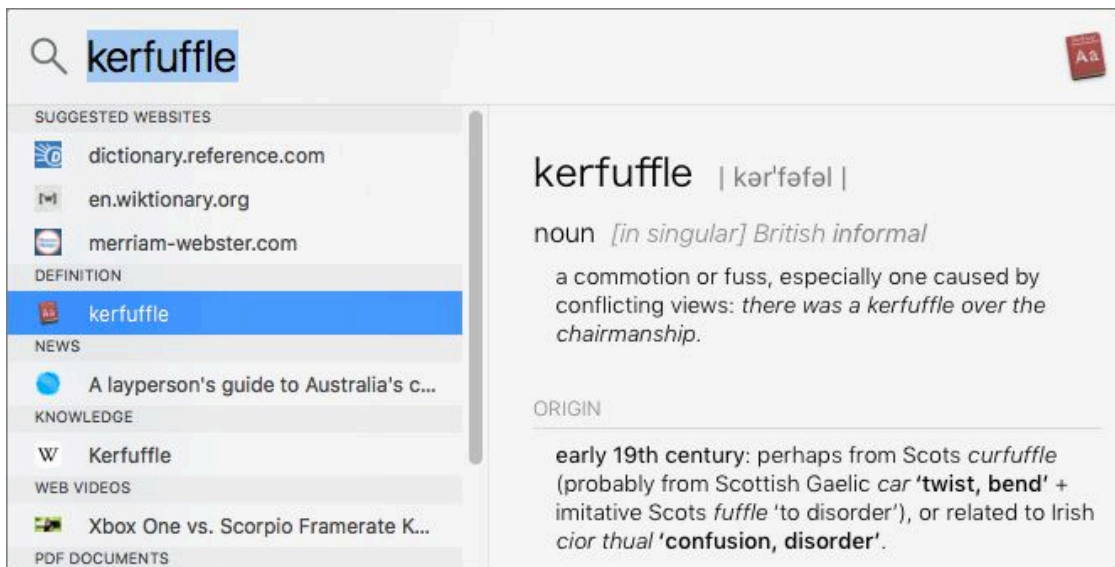 kerfuffle
Aa
SUGGESTED WEBSITES
dictionary.reference.com
en.wiktionary.org
merriam-webster.com
DEFINITION
kerfuffle
NEWS
A layperson's guide to Australia's c...
KNOWLEDGE
W Kerfuffle
WEB VIDEOS
Xbox One vs. Scorpio Framerate K...
PDF DOCUMENTS
kerfuffle | kərˈfəfəl |
noun [in singular] British informal
a commotion or fuss, especially one caused by
conflicting views: there was a kerfuffle over the
chairmanship.
ORIGIN
early 19th century: perhaps from Scots curfuffle
(probably from Scottish Gaelic car ‘twist, bend’ +
imitative Scots fuffle ‘to disorder’), or related to Irish
cior thual ‘confusion, disorder’.